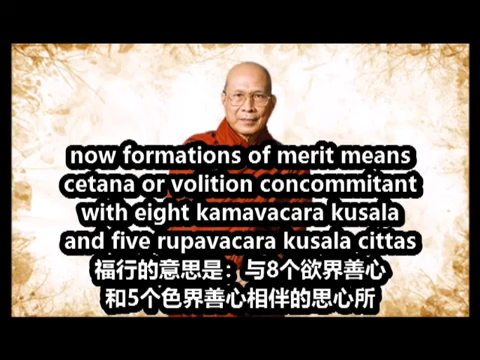 now formations of merit means
cetana or volition concommitant
with eight kamavacara kusala
and five rupavacara kusala cittas
福行的意思是：与8个欲界善心
和5个色界善心相伴的思心所